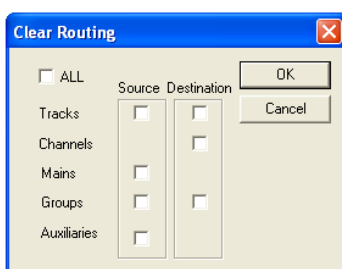 Clear Routing
ALL
OK
Source Destination
Tracks
Cancel
Channels
Mains
Groups
Auxiliaries